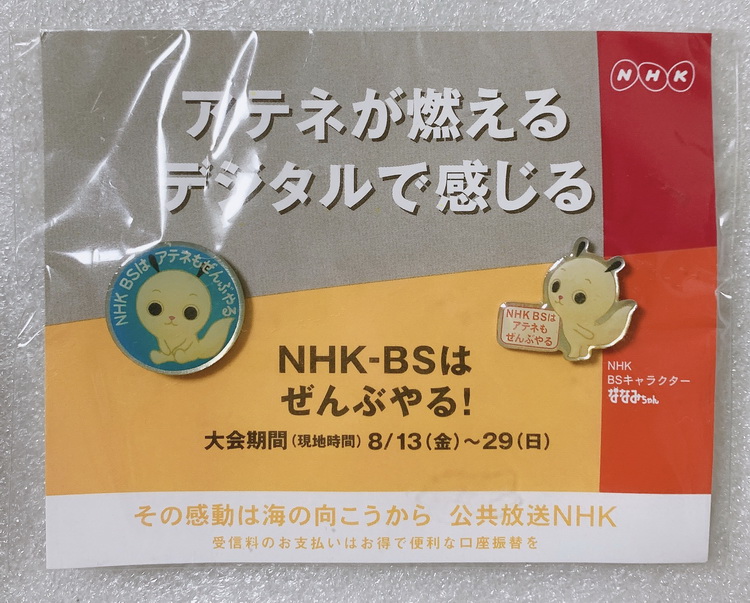 NHK
アテネが燃える
デジタルで感じる
NHK BSは アテネもぜんぶやる
NHK BSは
アテネも
ぜんぶやる
NHK-BSは
ぜんぶやる!
大会期間(現地時間)8/13(金)～29(日)
NHK
BSキャラクター
ななみちゃん
その感動は海の向こうから 公共放送NHK
受信料のお支払いはお得で便利な口座振替を